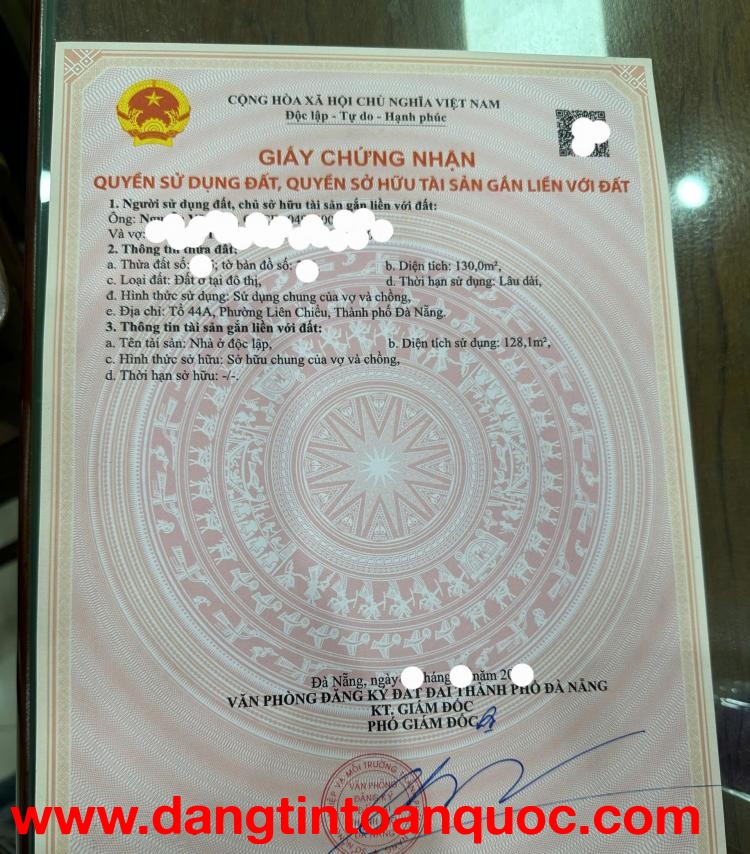 CỘNG HÒA XÃ HỘI CHỦ NGHĨA VIỆT NAM
Độc lập - Tự do - Hạnh phúc
GIẤY CHỨNG NHẬN
QUYỀN SỬ DỤNG ĐẤT, QUYỀN SỞ HỮU TÀI SẢN GẮN LIỀN VỚI ĐẤT
1. Người sử dụng đất, chủ sở hữu tài sản gắn liền với đất:
Ông:
Và vợ:
2. Thông tin thửa đất:
a. Thửa đất số: ; tờ bản đồ số: b. Diện tích: 130,0m²,
c. Loại đất: Đất ở tại đô thị, d. Thời hạn sử dụng: Lâu dài,
đ. Hình thức sử dụng: Sử dụng chung của vợ và chồng,
e. Địa chỉ: Tổ 44A, Phường Liên Chiểu, Thành phố Đà Nẵng.
3. Thông tin tài sản gắn liền với đất:
a. Tên tài sản: Nhà ở độc lập, b. Diện tích sử dụng: 128,1m²,
c. Hình thức sở hữu: Sở hữu chung của vợ và chồng,
d. Thời hạn sở hữu: -/-.
Đà Nẵng, ngày tháng năm 20
VĂN PHÒNG ĐĂNG KÝ ĐẤT ĐAI THÀNH PHỐ ĐÀ NẴNG
KT. GIÁM ĐỐC
PHÓ GIÁM ĐỐC
VĂN PHÒNG
ĐĂNG KÝ
www.dangtintoanquoc.com